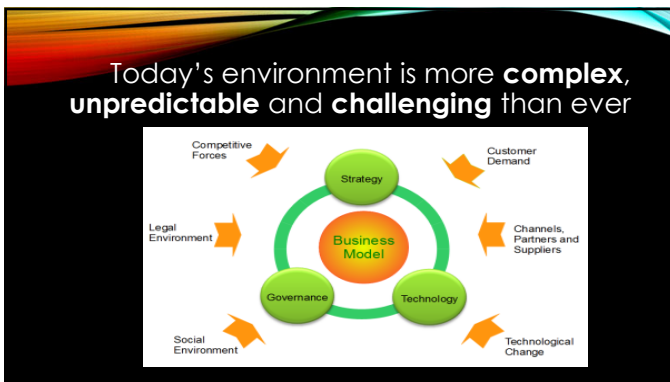 Today's environment is more complex,
unpredictable and challenging than ever
Competitive
Forces
Customer
Demand
Strategy
Legal
Environment
Business
Model
Channels,
Partners and
Suppliers
Governance
Technology
Social
Environment
Technological
Change